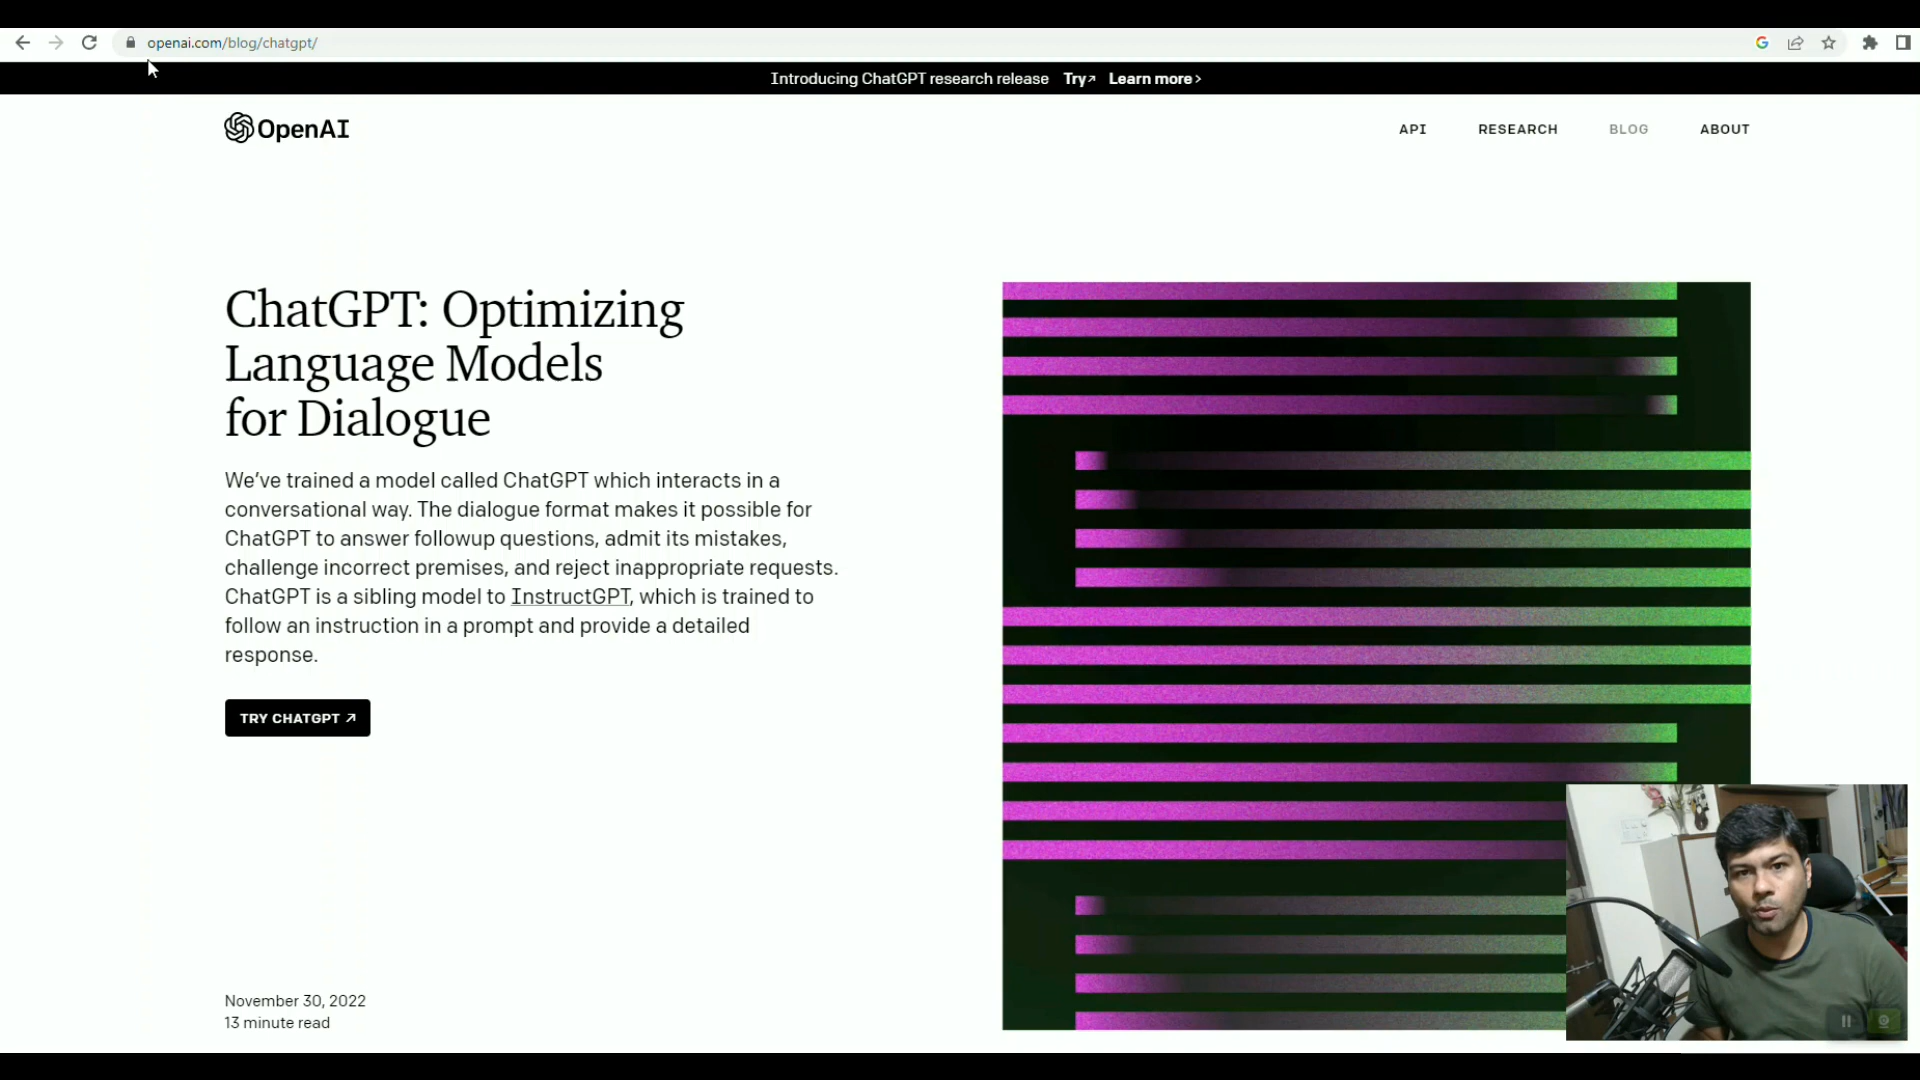 openai.com/blog/chatgpt/
Introducing ChatGPT research release Try↗ Learn more >
OpenAI
API RESEARCH BLOG ABOUT
ChatGPT: Optimizing
Language Models
for Dialogue
We’ve trained a model called ChatGPT which interacts in a
conversational way. The dialogue format makes it possible for
ChatGPT to answer followup questions, admit its mistakes,
challenge incorrect premises, and reject inappropriate requests.
ChatGPT is a sibling model to InstructGPT, which is trained to
follow an instruction in a prompt and provide a detailed
response.
TRY CHATGPT ↗
November 30, 2022
13 minute read